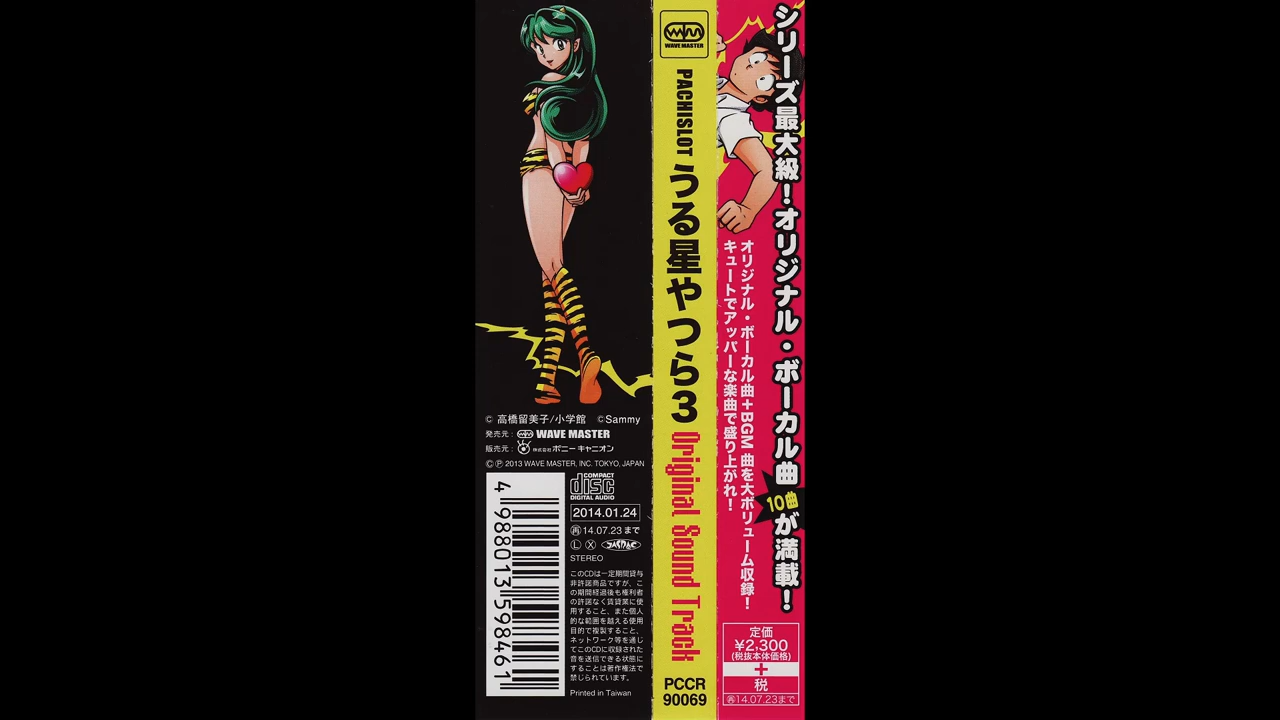 © 高橋留美子/小学館 ©Sammy
発売元: WAVE MASTER
販売元: 株式会社 ポニーキャニオン
©Ⓟ 2013 WAVE MASTER, INC. TOKYO, JAPAN
4 988013 598461
COMPACT
disc
DIGITAL AUDIO
2014.01.24
再14.07.23まで
Ⓛ Ⓧ JASRAC
STEREO
このCDは一定期間貸与
非許諾商品ですが、こ
の期間経過後も権利者
の許諾なく賃貸業に使
用すること、また個人
的な範囲を越える使用
目的で複製すること、
ネットワーク等を通じ
てこのCDに収録された
音を送信できる状態に
することは著作権法で
禁じられています。
Printed in Taiwan
WAVE MASTER
PACHISLOT うる星やつら3 Original Sound Track
PCCR
90069
シリーズ最大級!オリジナル・ボーカル曲10曲が満載!
オリジナル・ボーカル曲+BGM曲を大ボリューム収録!
キュートでアッパーな楽曲で盛り上がれ!
定価
¥2,300
(税抜本体価格)
+
税
再14.07.23まで